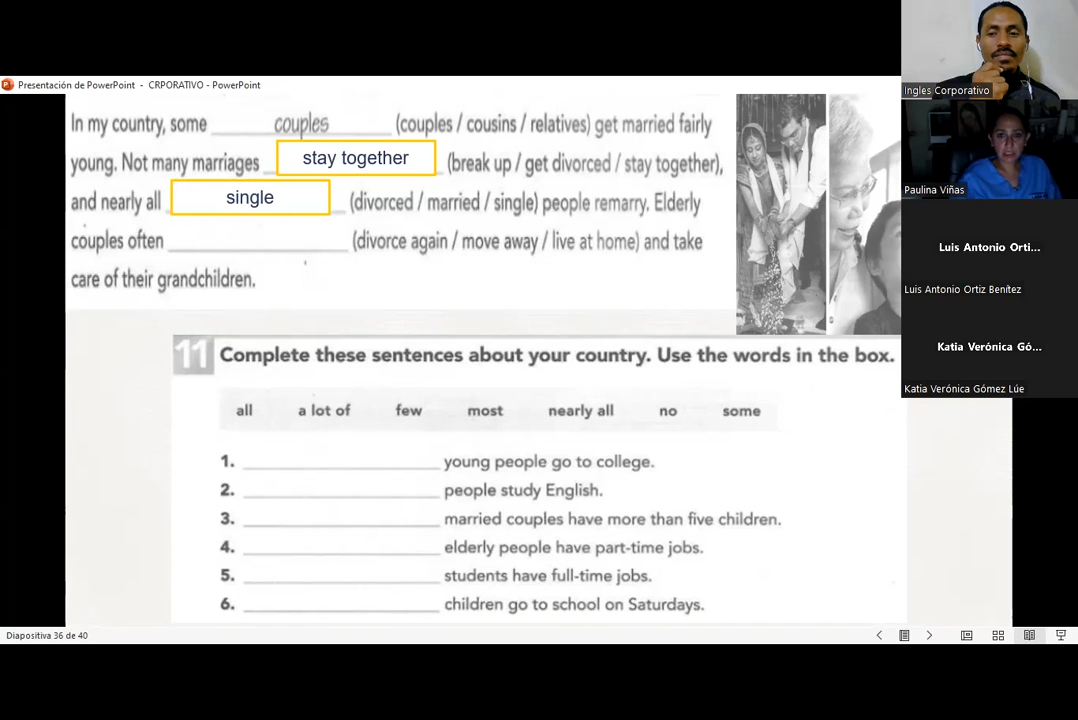 Presentación de PowerPoint - CRPORATIVO - PowerPoint
In my country, some couples (couples / cousins / relatives) get married fairly
young. Not many marriages stay together (break up / get divorced / stay together),
and nearly all single (divorced / married / single) people remarry. Elderly
couples often (divorce again / move away / live at home) and take
care of their grandchildren.
11 Complete these sentences about your country. Use the words in the box.
all a lot of few most nearly all no some
1. young people go to college.
2. people study English.
3. married couples have more than five children.
4. elderly people have part-time jobs.
5. students have full-time jobs.
6. children go to school on Saturdays.
Diapositiva 36 de 40
Ingles Corporativo
Paulina Viñas
Luis Antonio Orti...
Luis Antonio Ortiz Benítez
Katia Verónica Gó...
Katia Verónica Gómez Lúe